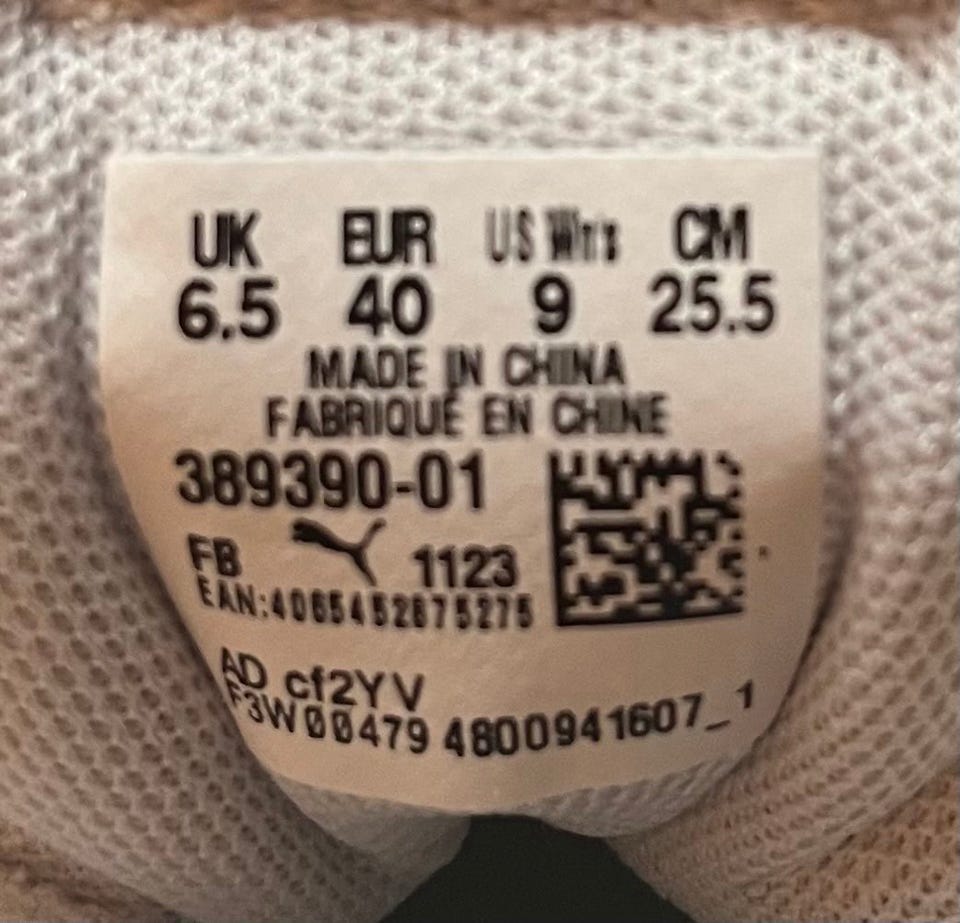 UK EUR US Wn's CM
6.5 40 9 25.5
MADE IN CHINA
FABRIQUÉ EN CHINE
389390-01
FB 1123
EAN:4065452875275
AD cf2YV
F3W00479 4800941607_1